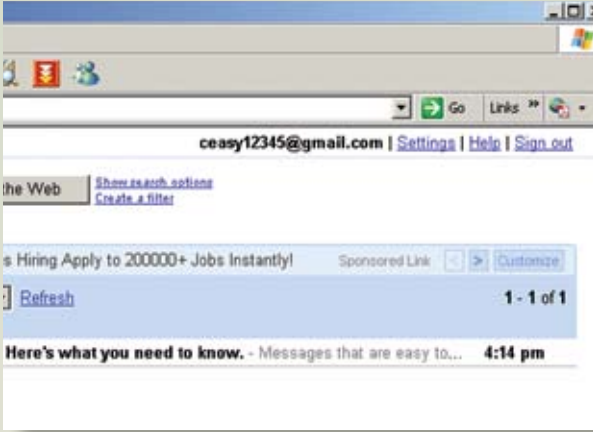 Go Links »
ceasy12345@gmail.com | Settings | Help | Sign out
the Web Show search options
Create a filter
s Hiring Apply to 200000+ Jobs Instantly! Sponsored Link < > Customize
Refresh 1 - 1 of 1
Here's what you need to know. - Messages that are easy to... 4:14 pm